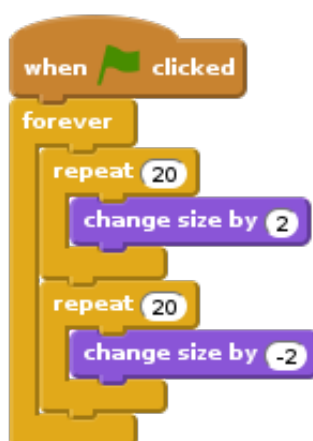 when clicked
forever
repeat 20
change size by 2
repeat 20
change size by -2